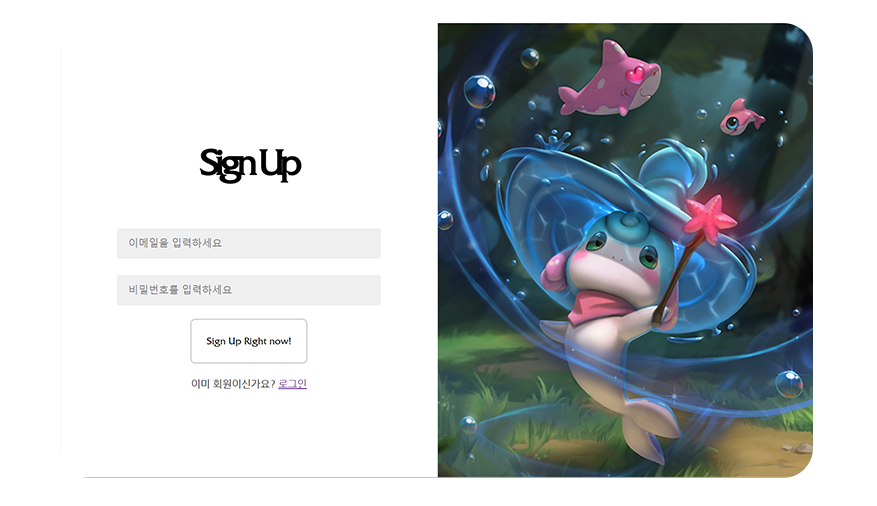 Sign Up
이메일을 입력하세요
비밀번호를 입력하세요
Sign Up Right now!
이미 회원이신가요? 로그인